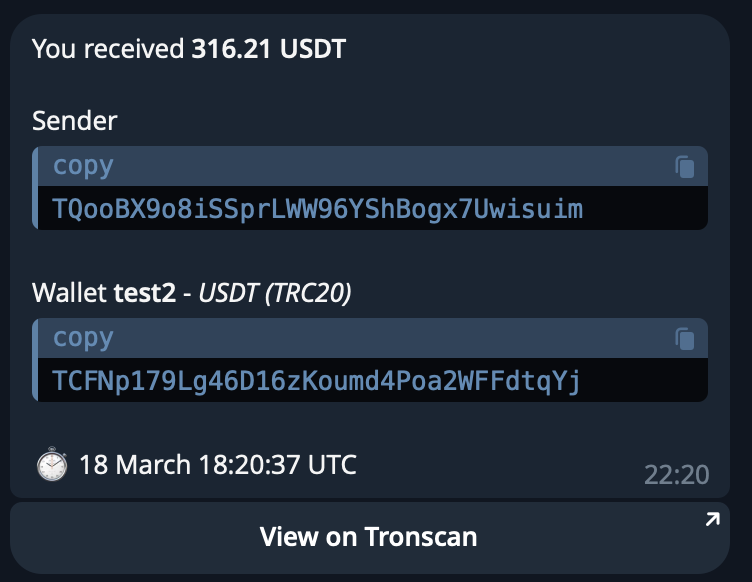 You received 316.21 USDT
Sender
copy
TQooBX9o8iSSprLWW96YShBogx7Uwisuim
Wallet test2 - USDT (TRC20)
copy
TCFNp179Lg46D16zKoumd4Poa2WFFdtqYj
18 March 18:20:37 UTC
22:20
View on Tronscan